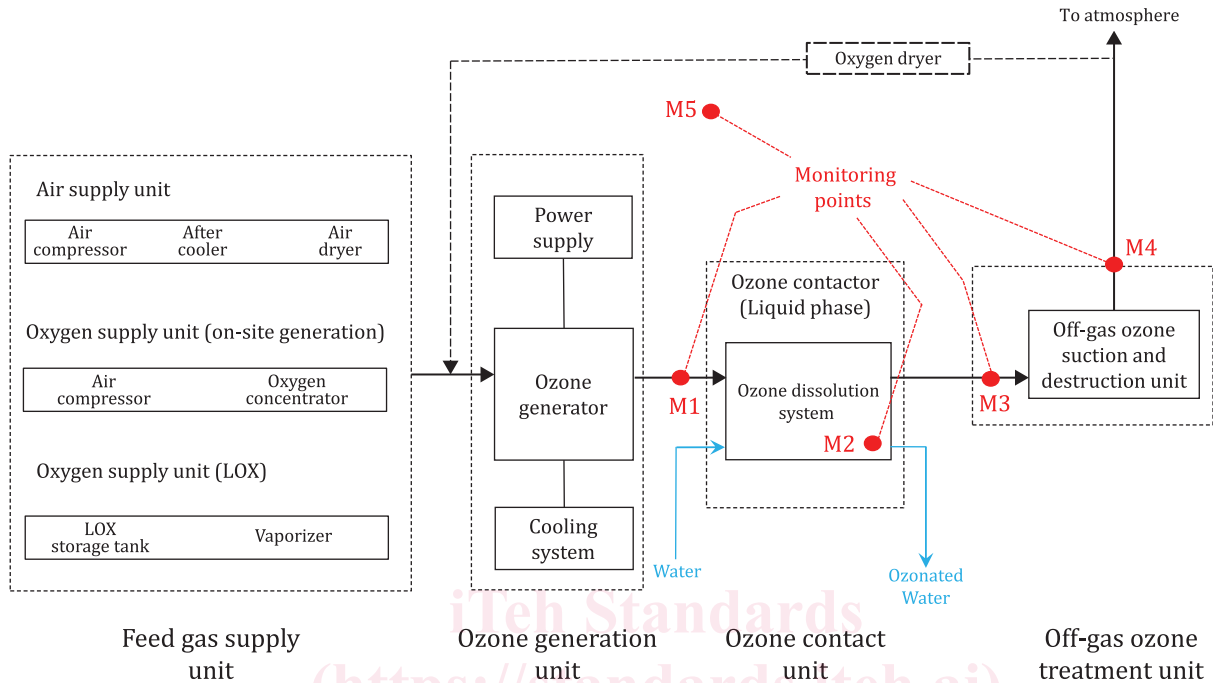 To atmosphere
Oxygen dryer
M5
Monitoring
points
Air supply unit
Air
compressor
After
cooler
Air
dryer
Oxygen supply unit (on-site generation)
Air
compressor
Oxygen
concentrator
Oxygen supply unit (LOX)
LOX
storage tank
Vaporizer
Power
supply
Ozone
generator
Cooling
system
M1
Ozone contactor
(Liquid phase)
Ozone dissolution
system
M2
Water
Ozonated
Water
M3
M4
Off-gas ozone
suction and
destruction unit
iTeh Standards
(https://standards.iteh.ai)
Feed gas supply
unit
Ozone generation
unit
Ozone contact
unit
Off-gas ozone
treatment unit